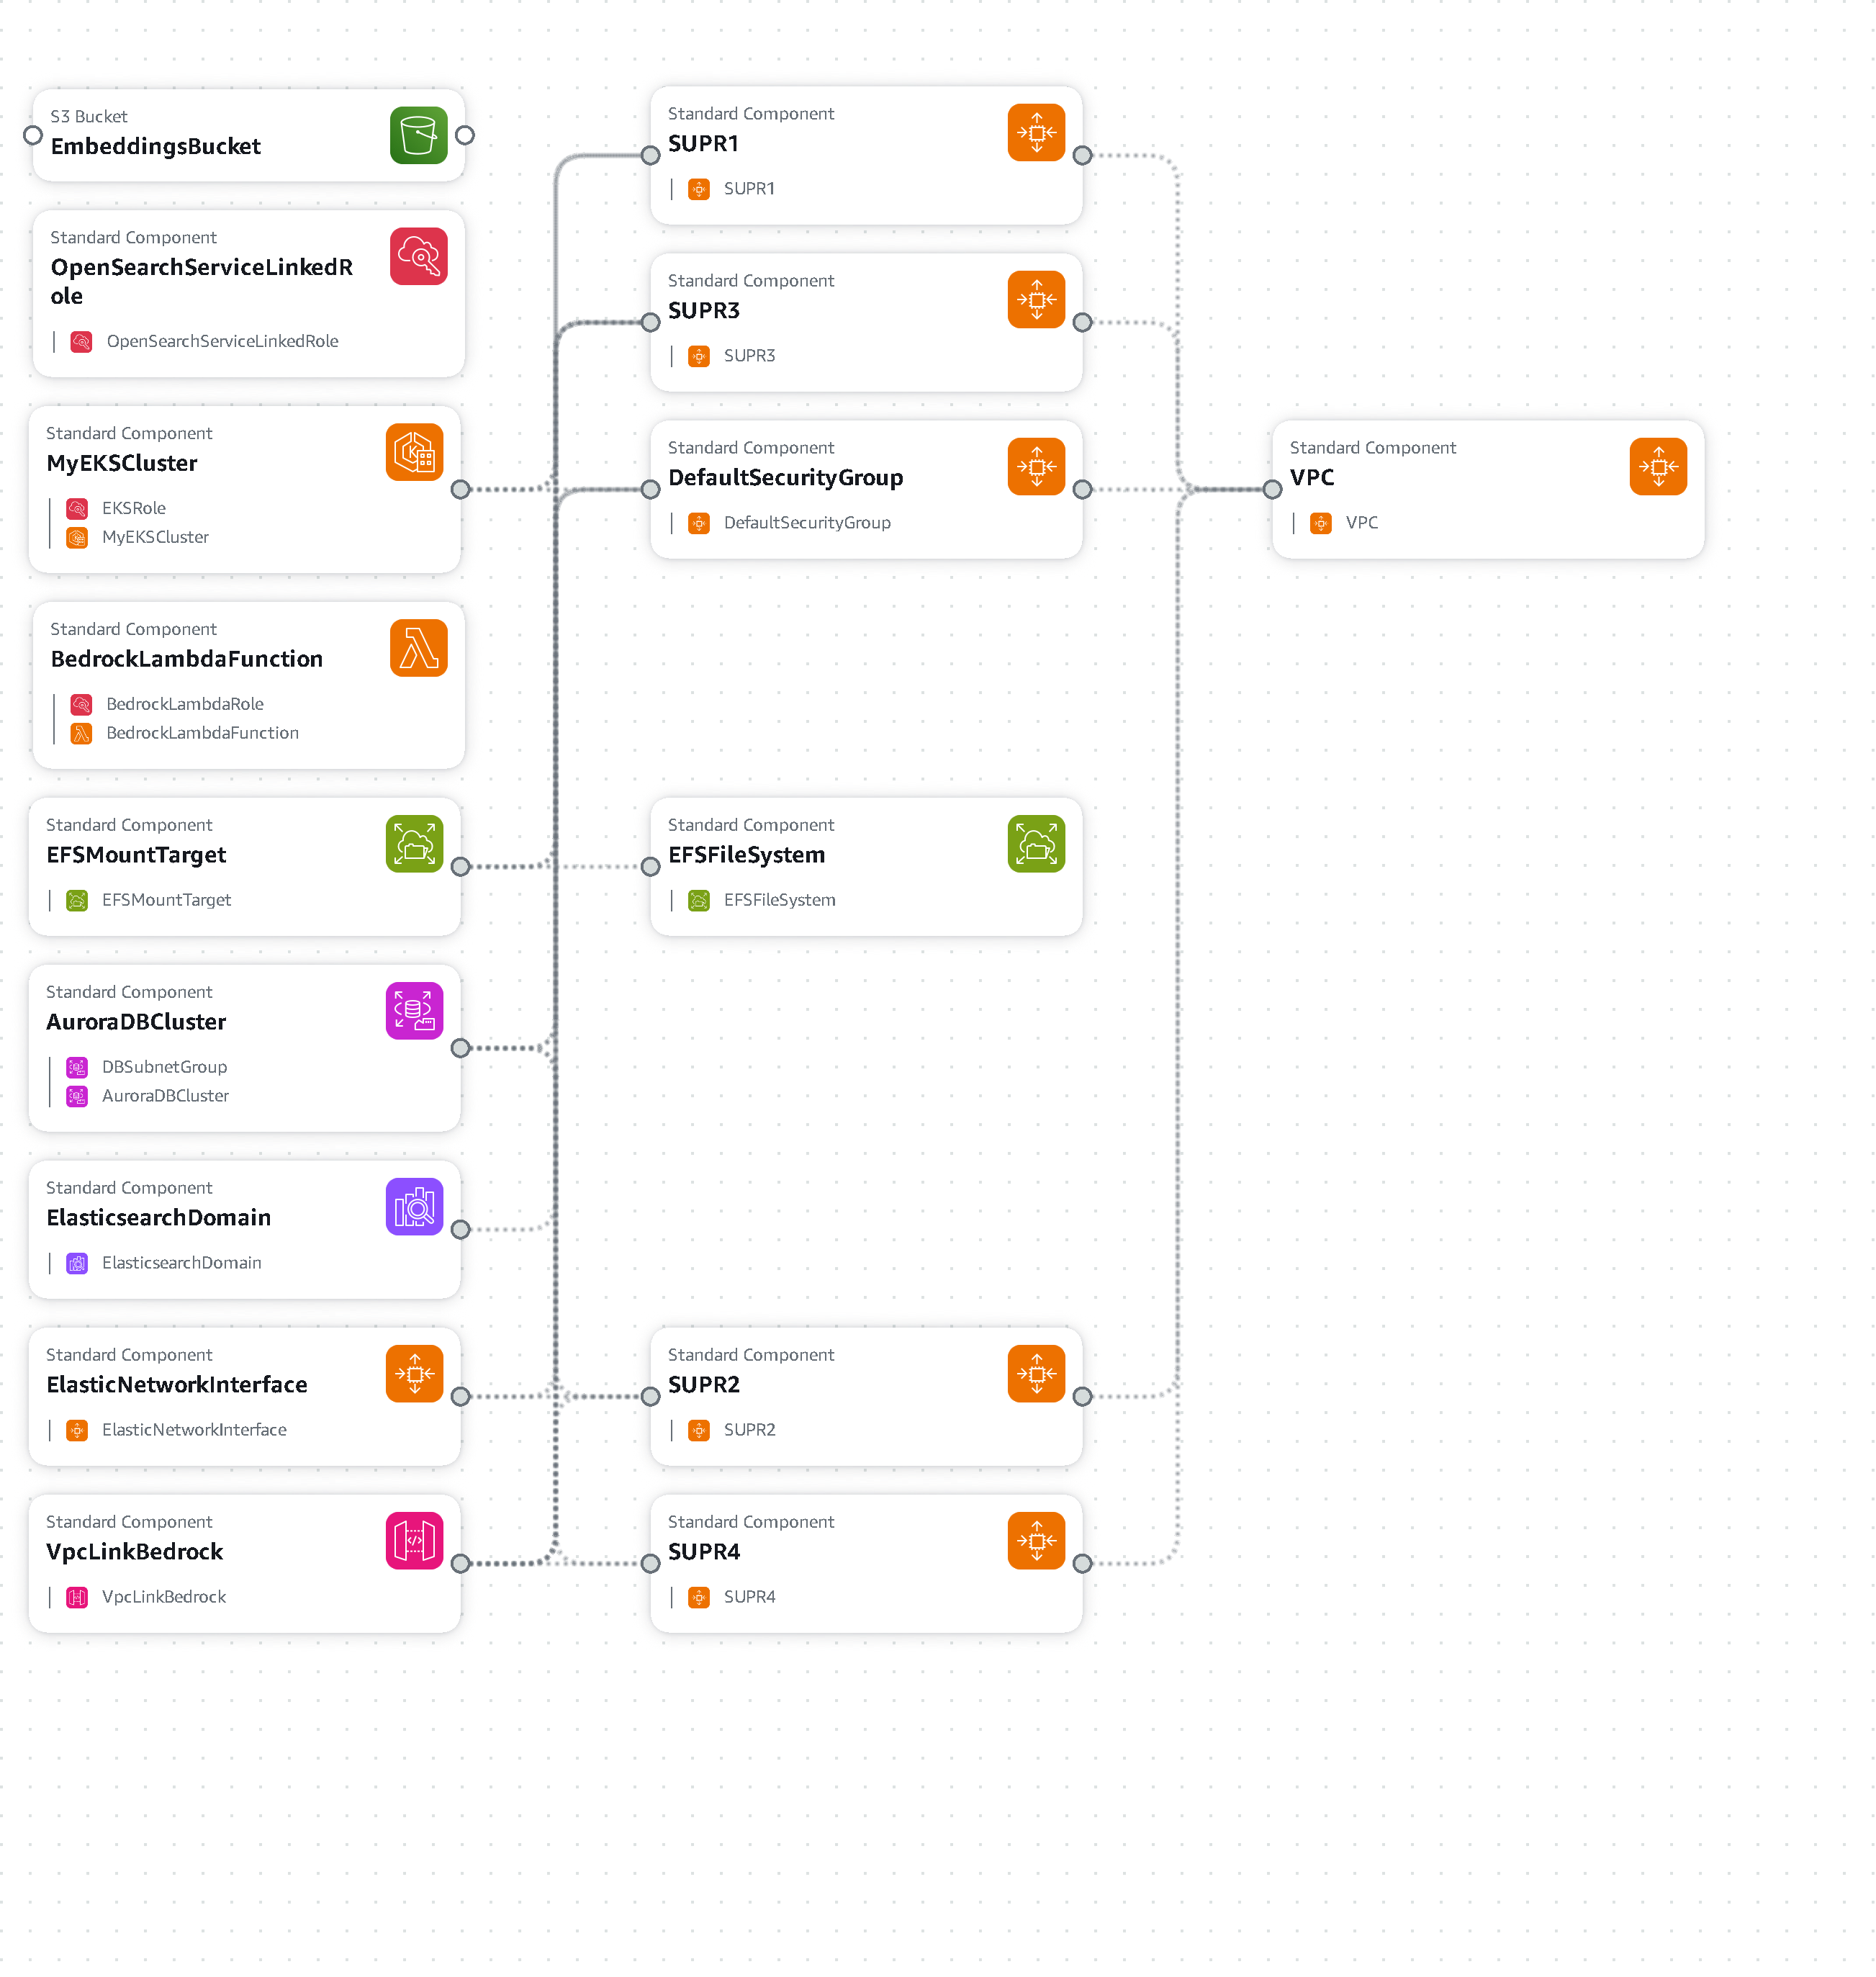 S3 Bucket
EmbeddingsBucket
Standard Component
OpenSearchServiceLinkedR
ole
OpenSearchServiceLinkedRole
Standard Component
MyEKSCluster
EKSRole
MyEKSCluster
Standard Component
BedrockLambdaFunction
BedrockLambdaRole
BedrockLambdaFunction
Standard Component
EFSMountTarget
EFSMountTarget
Standard Component
AuroraDBCluster
DBSubnetGroup
AuroraDBCluster
Standard Component
ElasticsearchDomain
ElasticsearchDomain
Standard Component
ElasticNetworkInterface
ElasticNetworkInterface
Standard Component
VpcLinkBedrock
VpcLinkBedrock
Standard Component
SUPR1
SUPR1
Standard Component
SUPR3
SUPR3
Standard Component
DefaultSecurityGroup
DefaultSecurityGroup
Standard Component
EFSFileSystem
EFSFileSystem
Standard Component
SUPR2
SUPR2
Standard Component
SUPR4
SUPR4
Standard Component
VPC
VPC